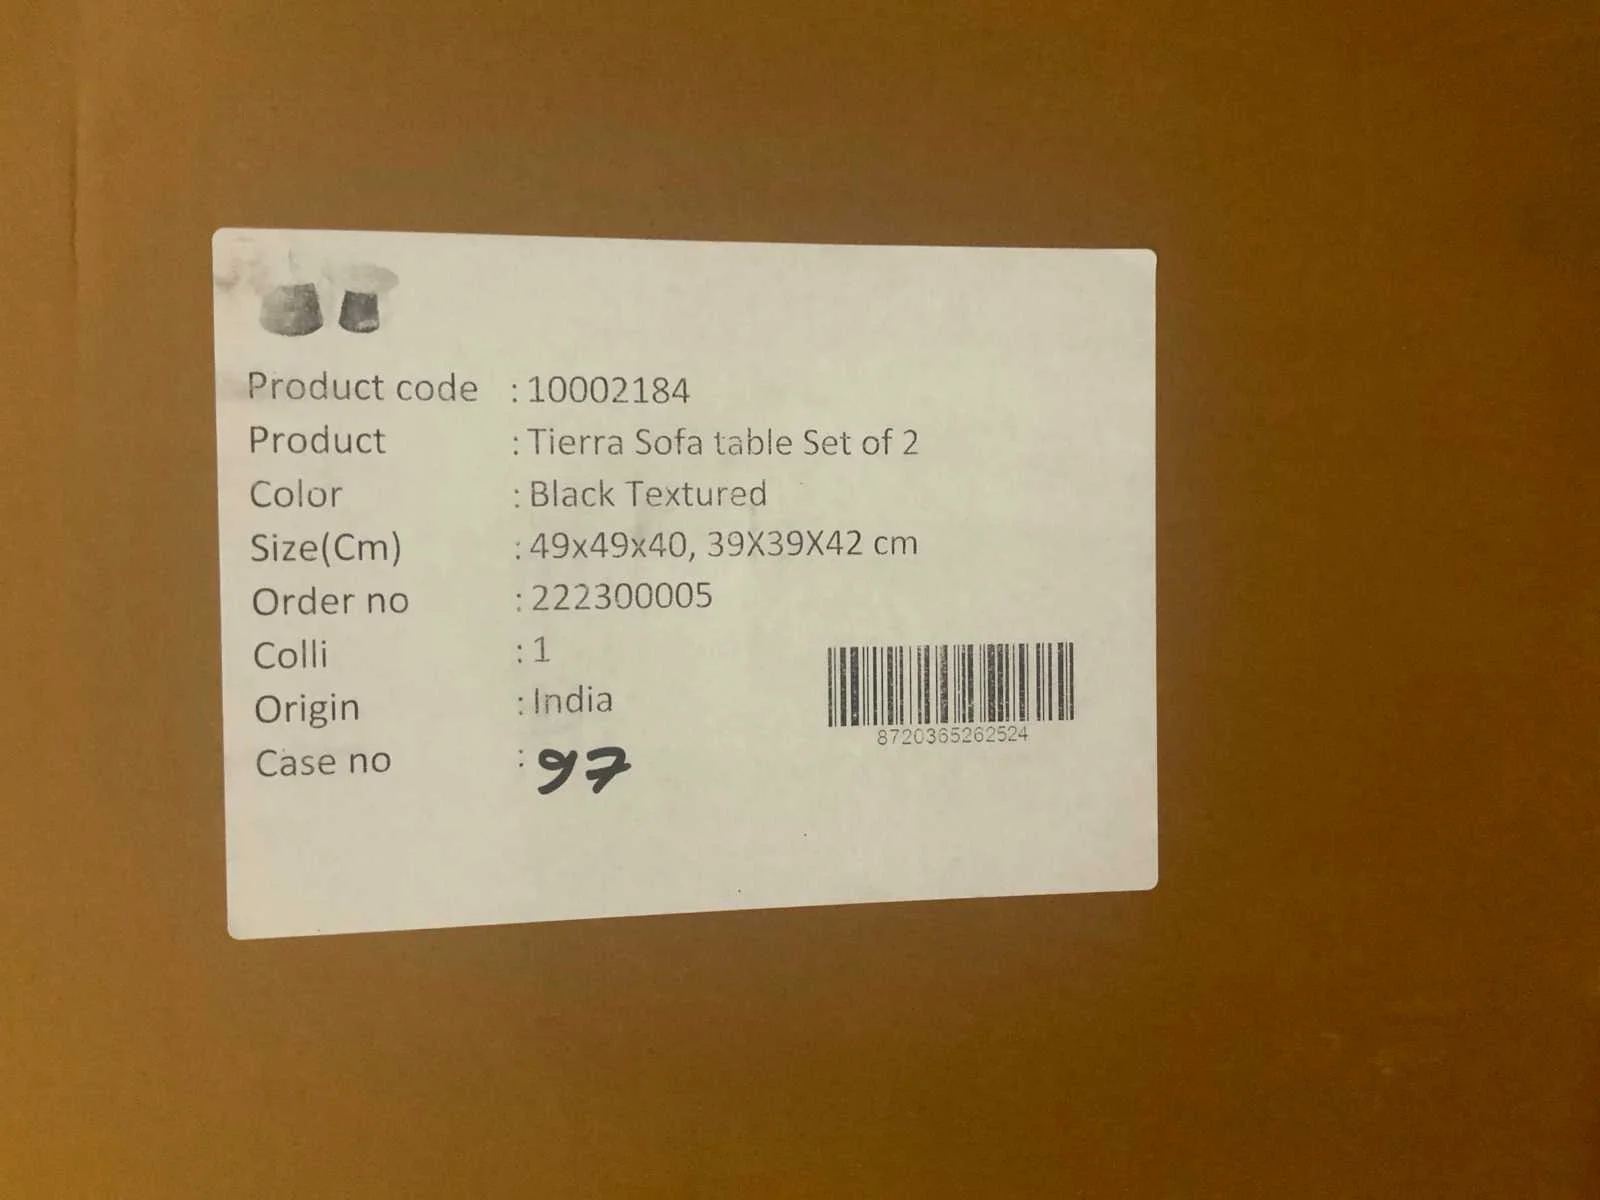 Product code : 10002184
Product : Tierra Sofa table Set of 2
Color : Black Textured
Size(Cm) : 49x49x40, 39X39X42 cm
Order no : 222300005
Colli : 1
Origin : India
8720365262524
Case no : 97